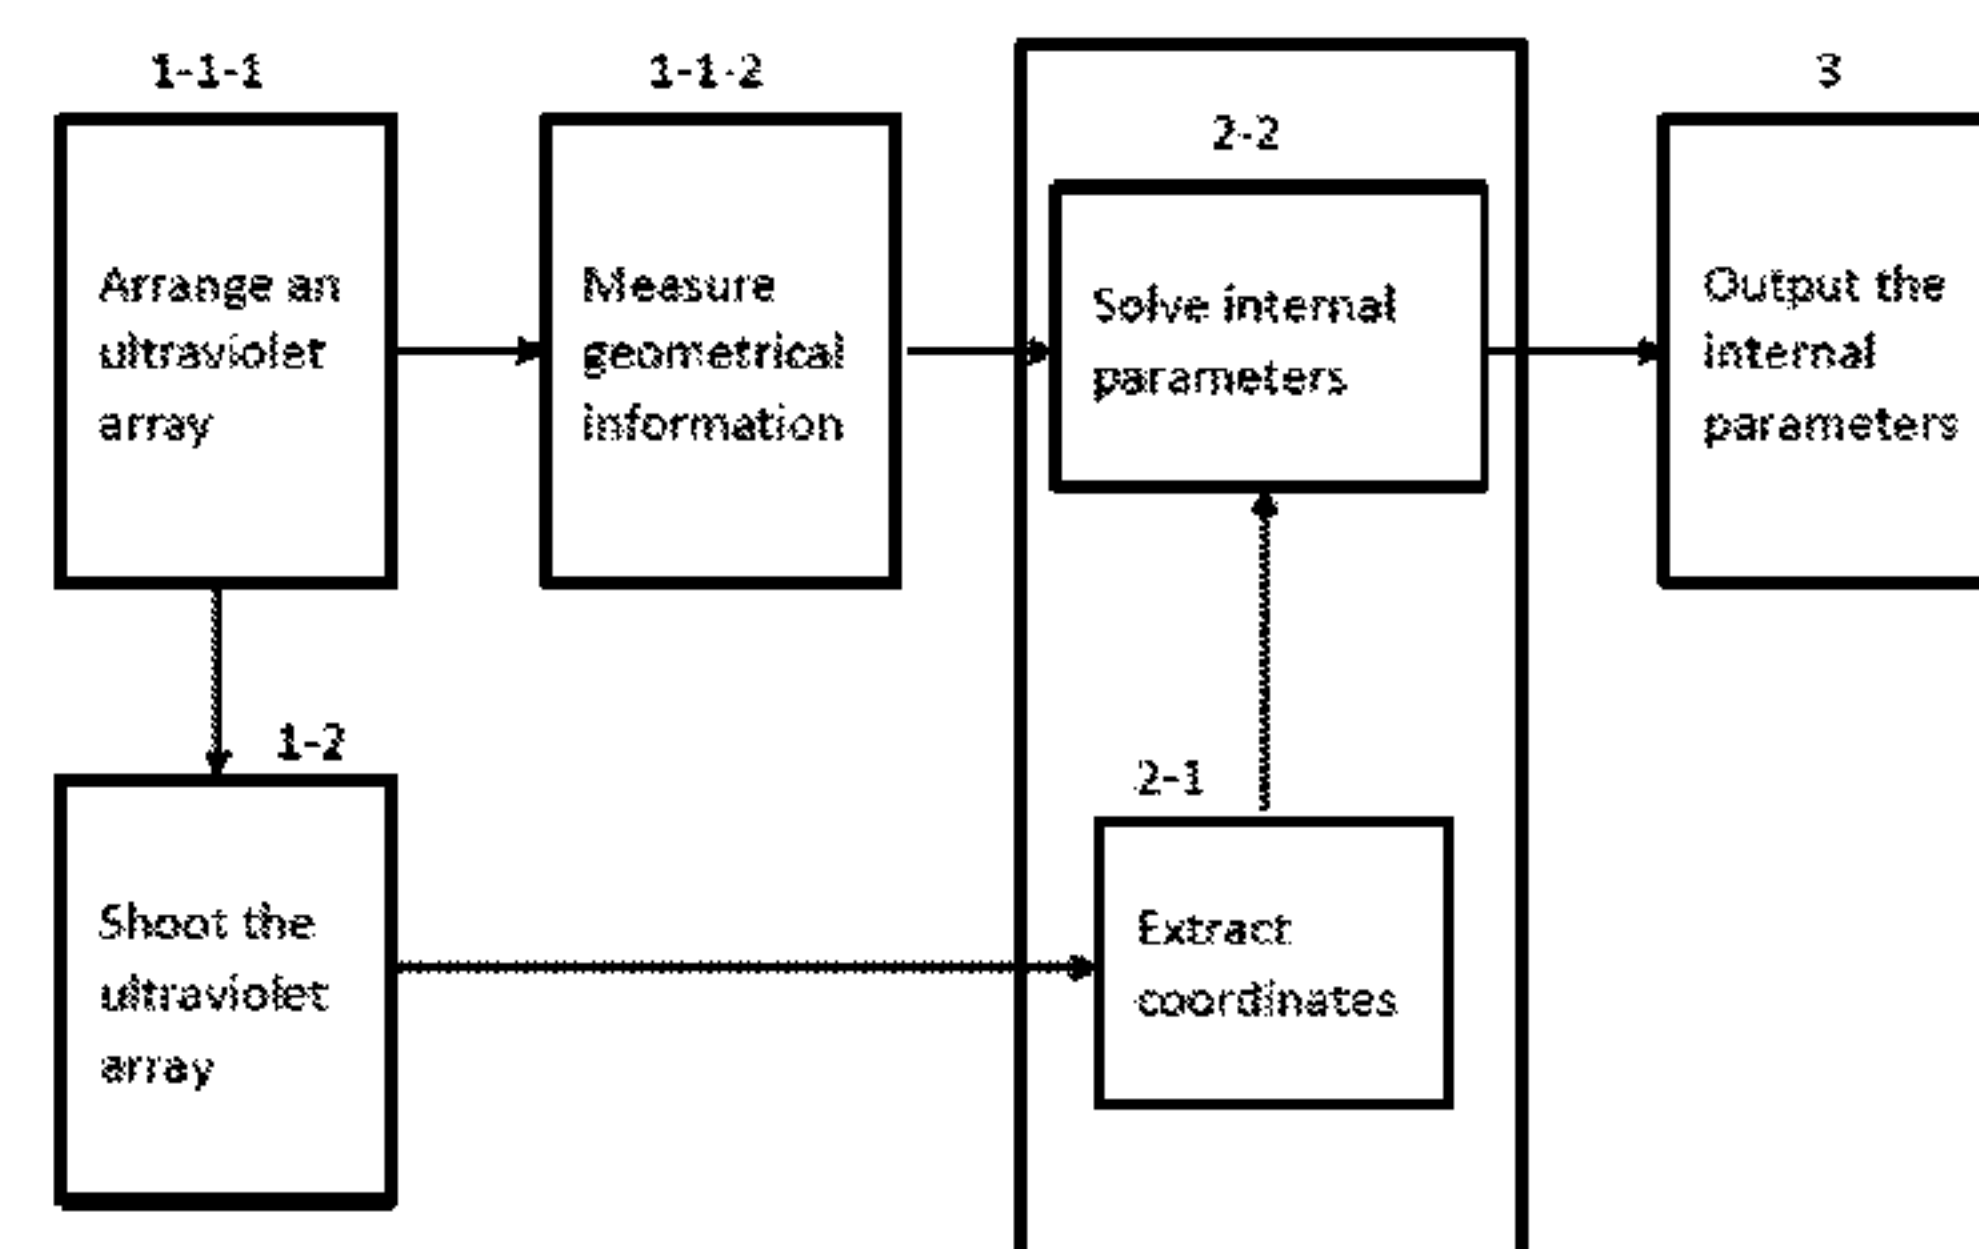 1-1-1
Arrange an
ultraviolet
array
1-1-2
Measure
geometrical
information
2-2
Solve internal
parameters
3
Output the
internal
parameters
1-2
Shoot the
ultraviolet
array
2-1
Extract
coordinates